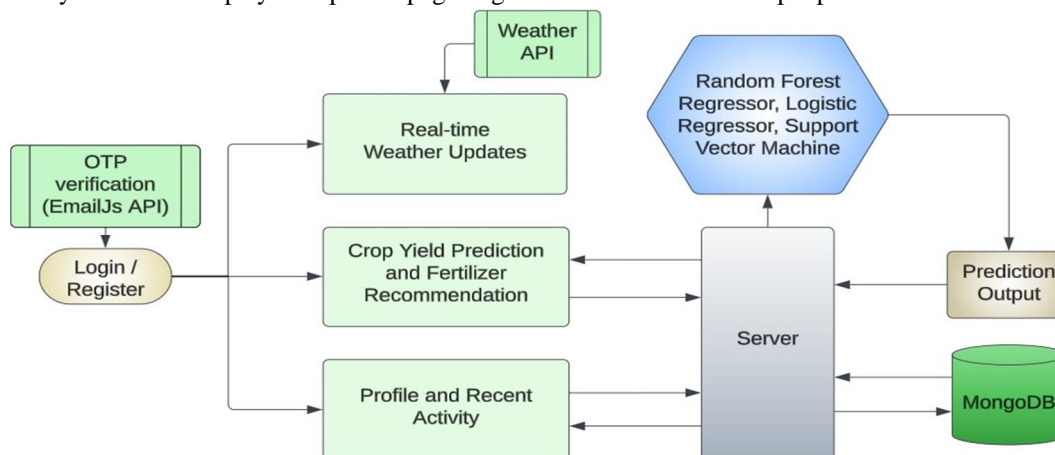 Weather
API
Random Forest
Regressor, Logistic
Regressor, Support
Vector Machine
Real-time
Weather Updates
OTP
verification
(EmailJs API)
Login /
Register
Crop Yield Prediction
and Fertilizer
Recommendation
Prediction
Output
Server
Profile and Recent
Activity
MongoDB